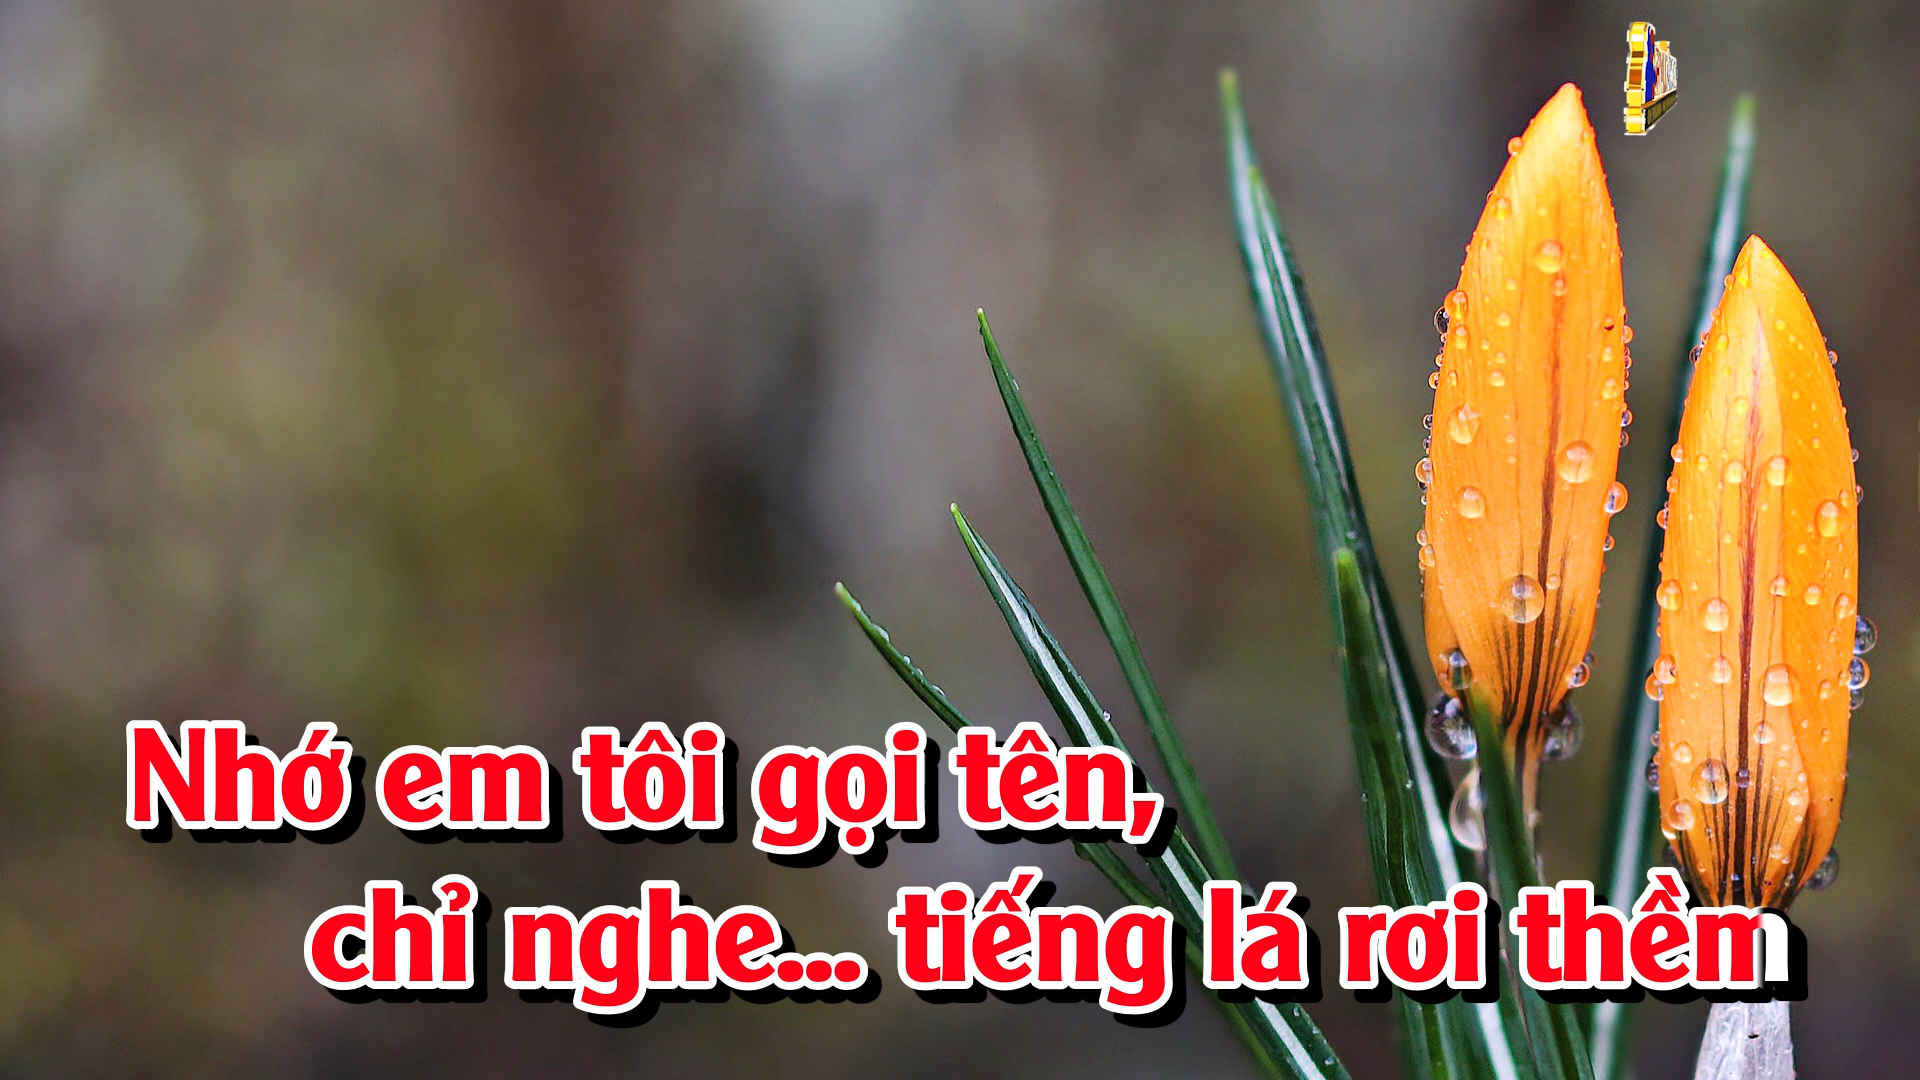 Nhớ em tôi gọi tên,
chỉ nghe... tiếng lá rơi thềm